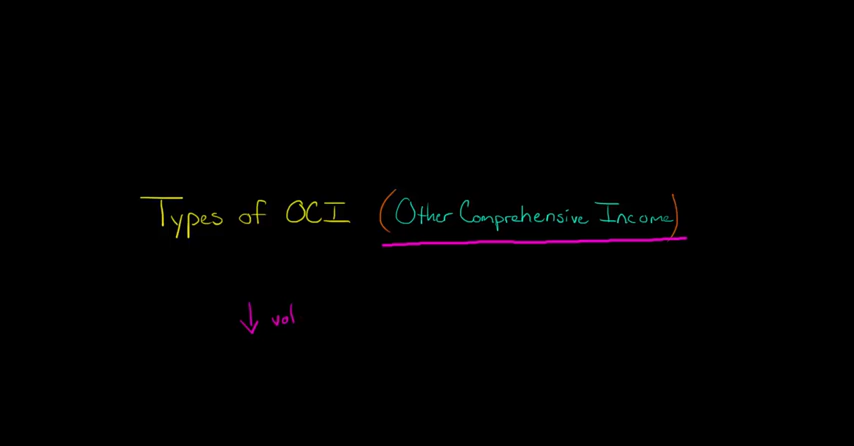 Types of OCI (Other Comprehensive Income)
↓ vol